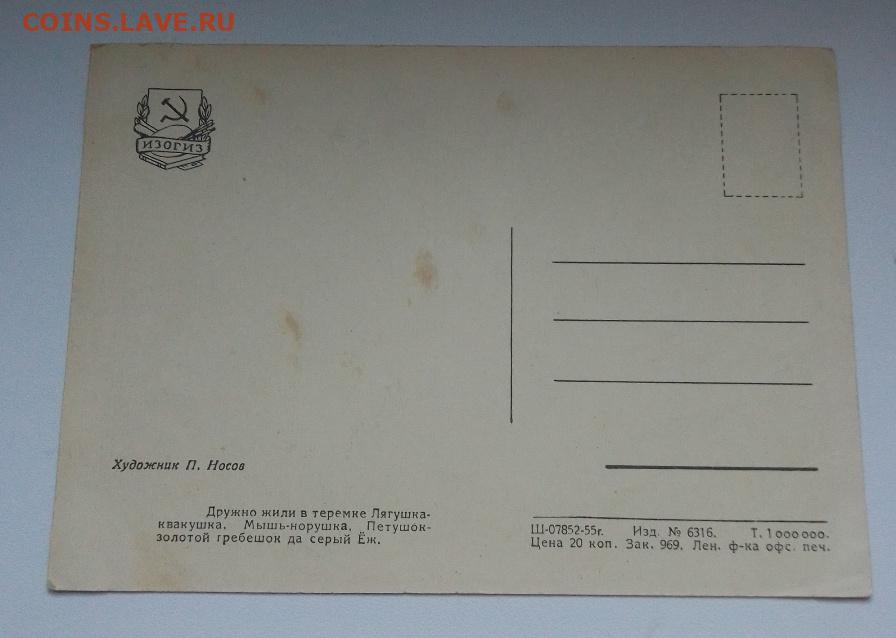 COINS.LAVE.RU
ИЗОГИЗ
Художник П. Носов
Дружно жили в теремке Лягушка-
квакушка, Мышь-норушка, Петушок-
золотой гребешок да серый Ёж.
Ш-07852-55г. Изд. № 6316. Т. 1 000 000.
Цена 20 коп. Зак. 969. Лен. ф-ка офс. печ.